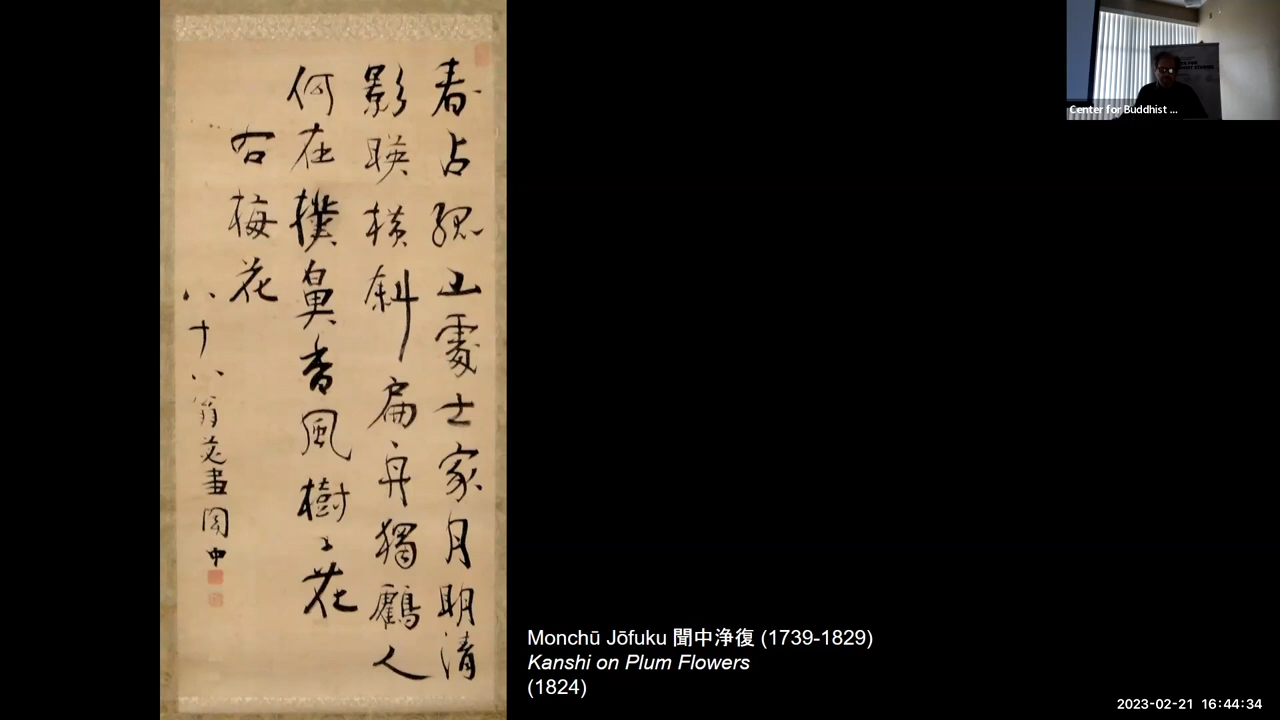 春占孤山處士家月明清
影映横斜扁舟獨鶴人
何在撲鼻香風樹々花
右梅花
八十八翁書聞中
Center for Buddhist ...
Monchū Jōfuku 聞中浄復 (1739-1829)
Kanshi on Plum Flowers
(1824)
2023-02-21 16:44:34